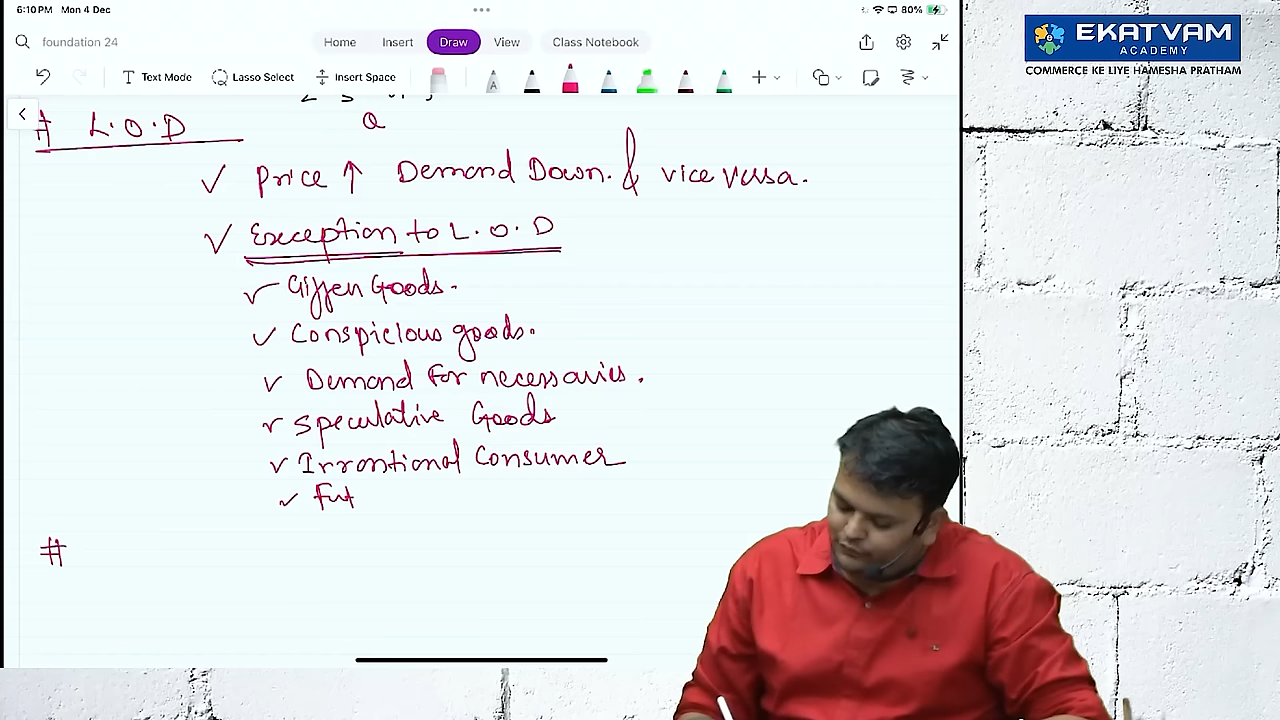 6:10 PM Mon 4 Dec
80%
foundation 24
Home Insert Draw View Class Notebook
Text Mode Lasso Select Insert Space
EKATVAM
ACADEMY
COMMERCE KE LIYE HAMESHA PRATHAM
# L.O.D
a
✓ Price ↑ Demand Down. & vice versa.
✓ Exception to L.O.D
✓ Giffen Goods.
✓ Conspicious goods.
✓ Demand for necessaries.
✓ Speculative Goods
✓ Irrantional Consumer
✓ Fut
#